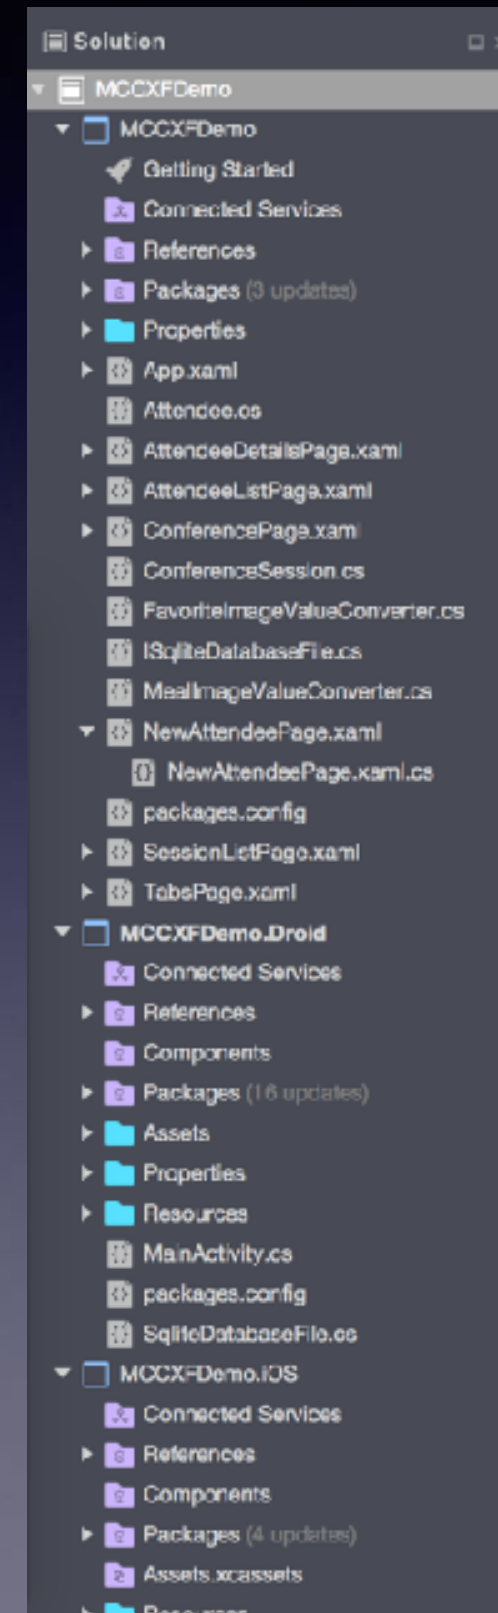 Solution
MCCXFDemo
MCCXFDemo
Getting Started
Connected Services
References
Packages (3 updates)
Properties
App.xaml
Attendee.cs
AttendeeDetailsPage.xaml
AttendeeListPage.xaml
ConferencePage.xaml
ConferenceSession.cs
FavoriteImageValueConverter.cs
ISqliteDatabaseFile.cs
MealImageValueConverter.cs
NewAttendeePage.xaml
NewAttendeePage.xaml.cs
packages.config
SessionListPage.xaml
TabsPage.xaml
MCCXFDemo.Droid
Connected Services
References
Components
Packages (16 updates)
Assets
Properties
Resources
MainActivity.cs
packages.config
SqliteDatabaseFile.cs
MCCXFDemo.iOS
Connected Services
References
Components
Packages (4 updates)
Assets.xcassets
Resources